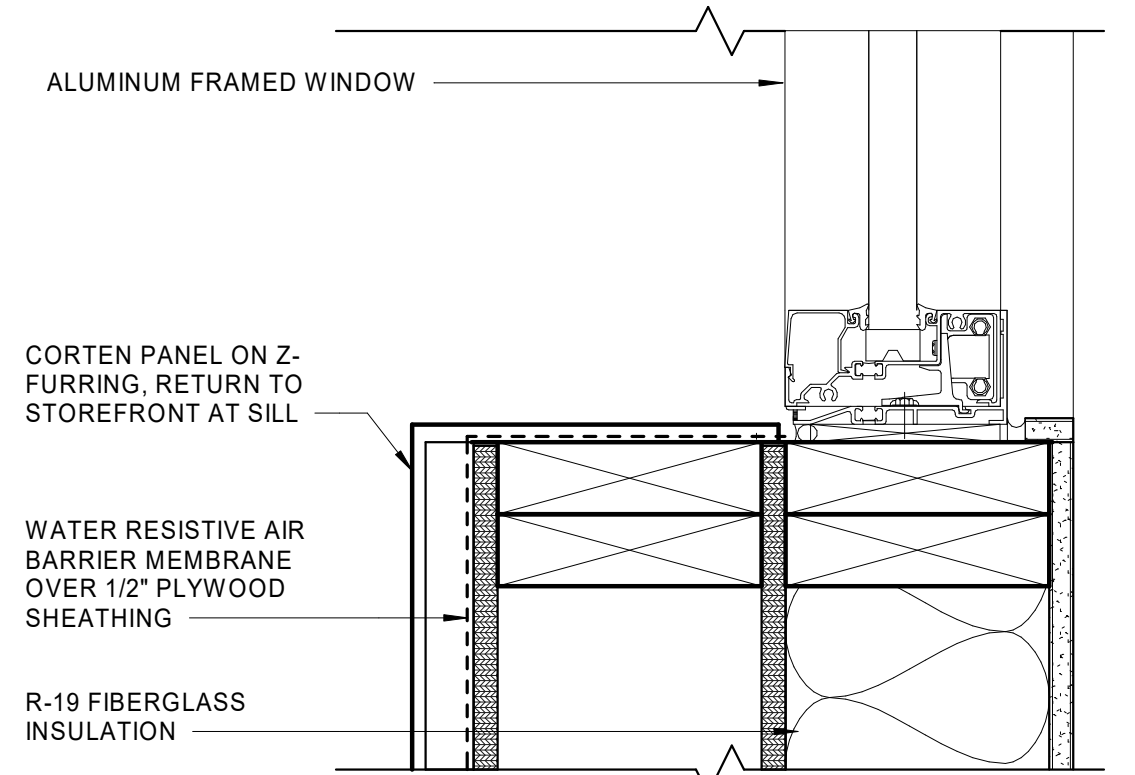 ALUMINUM FRAMED WINDOW
CORTEN PANEL ON Z-
FURRING, RETURN TO
STOREFRONT AT SILL
WATER RESISTIVE AIR
BARRIER MEMBRANE
OVER 1/2" PLYWOOD
SHEATHING
R-19 FIBERGLASS
INSULATION